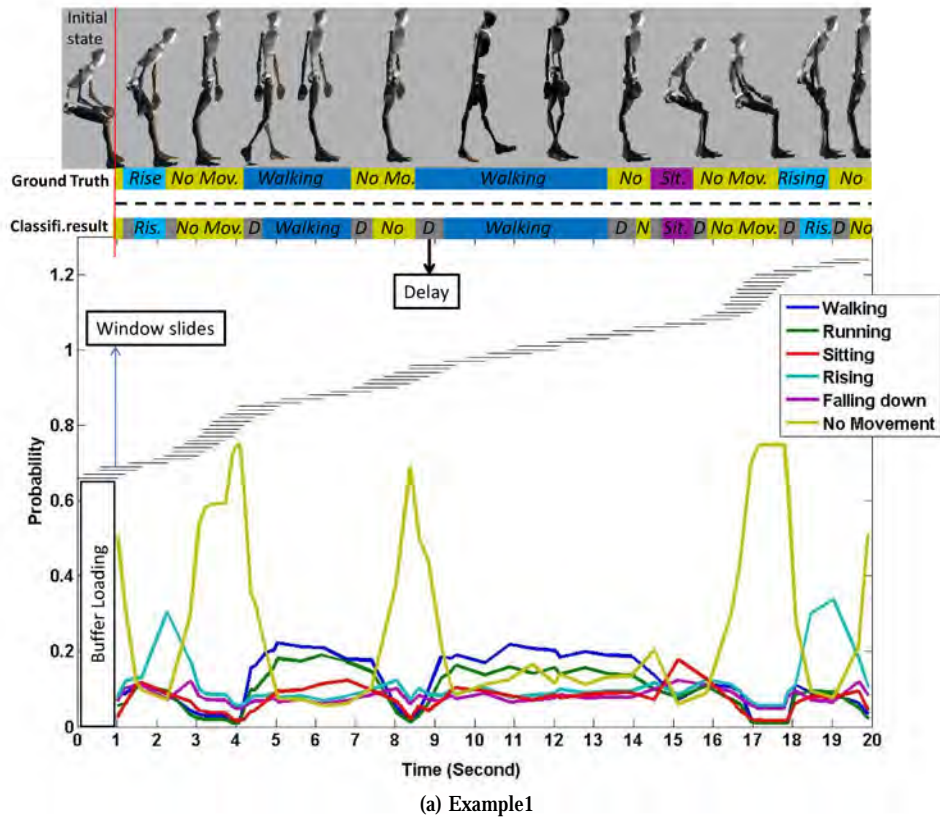 Initial
state
Ground Truth Rise No Mov. Walking No Mo. Walking No Sit. No Mov. Rising No
Classifi.result Ris. No Mov. D Walking D No D Walking D N Sit. D No Mov. D Ris. D No
Delay
Window slides
Walking
Running
Sitting
Rising
Falling down
No Movement
Buffer Loading
Probability
1.2
1
0.8
0.6
0.4
0.2
0
0 1 2 3 4 5 6 7 8 9 10 11 12 13 14 15 16 17 18 19 20
Time (Second)
(a) Example1